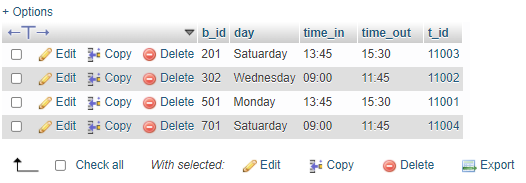 + Options
b_id day time_in time_out t_id
Edit Copy Delete 201 Satuarday 13:45 15:30 11003
Edit Copy Delete 302 Wednesday 09:00 11:45 11002
Edit Copy Delete 501 Monday 13:45 15:30 11001
Edit Copy Delete 701 Satuarday 09:00 11:45 11004
Check all With selected: Edit Copy Delete Export